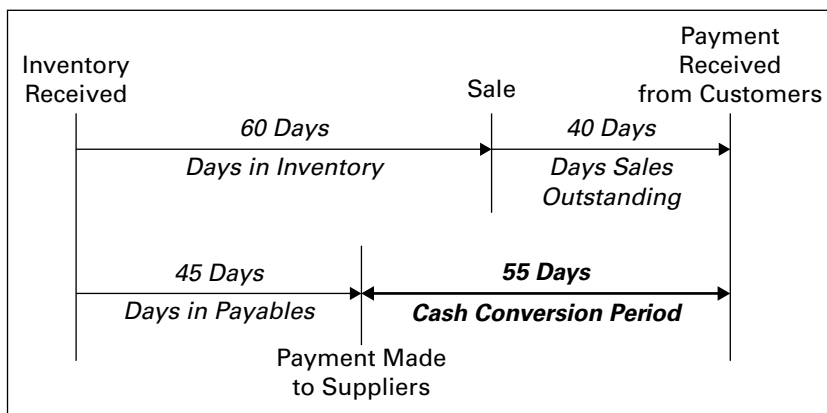 Inventory
Received
Sale
Payment
Received
from Customers
60 Days
Days in Inventory
40 Days
Days Sales
Outstanding
45 Days
Days in Payables
55 Days
Cash Conversion Period
Payment Made
to Suppliers